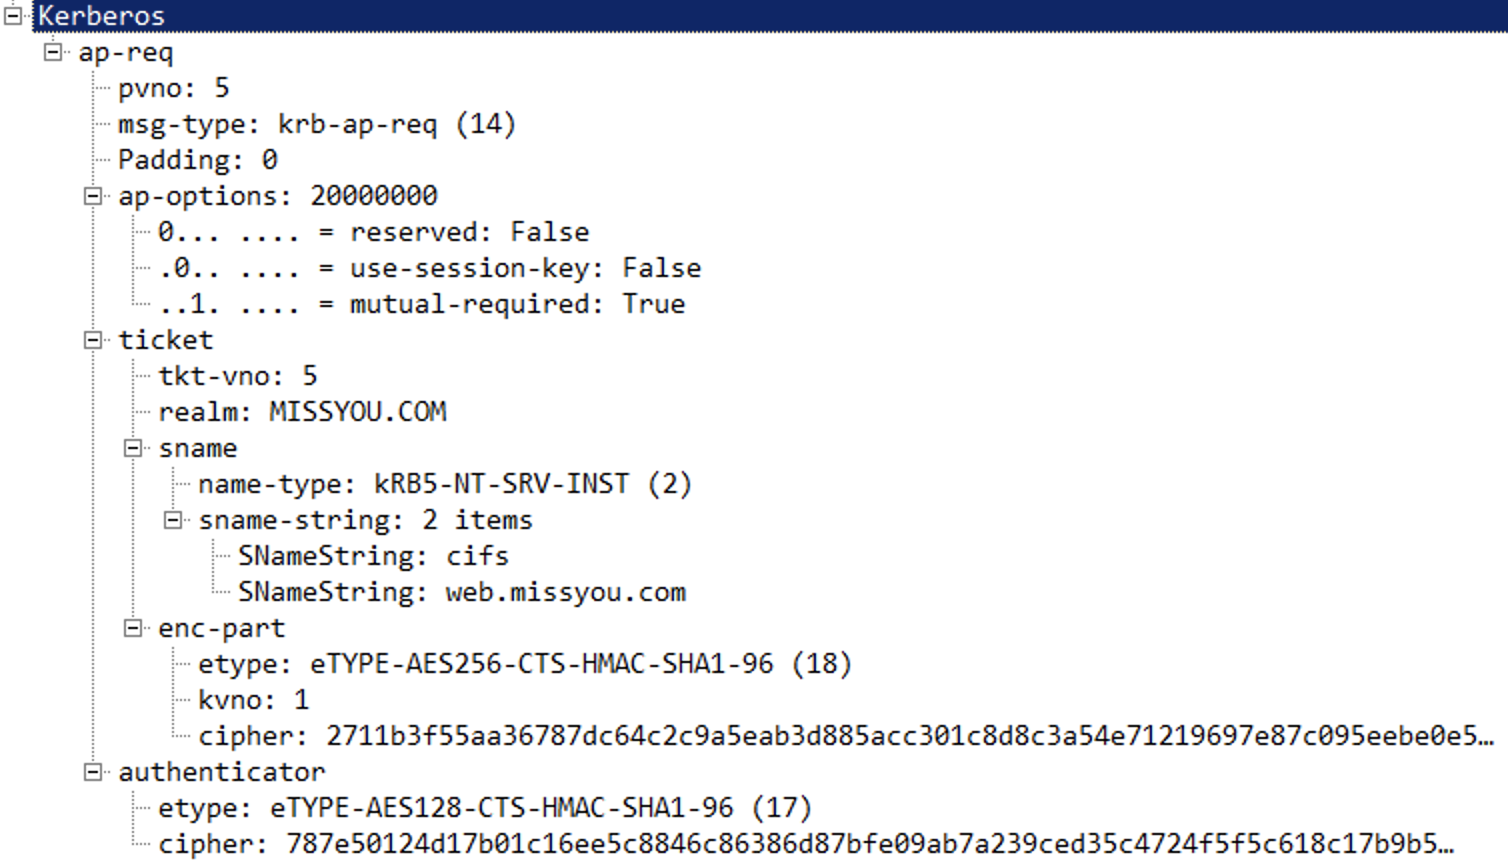 Kerberos
ap-req
pvno: 5
msg-type: krb-ap-req (14)
Padding: 0
ap-options: 20000000
0... .... = reserved: False
.0.. .... = use-session-key: False
..1. .... = mutual-required: True
ticket
tkt-vno: 5
realm: MISSYOU.COM
sname
name-type: kRB5-NT-SRV-INST (2)
sname-string: 2 items
SNameString: cifs
SNameString: web.missyou.com
enc-part
etype: eTYPE-AES256-CTS-HMAC-SHA1-96 (18)
kvno: 1
cipher: 2711b3f55aa36787dc64c2c9a5eab3d885acc301c8d8c3a54e71219697e87c095eebe0e5…
authenticator
etype: eTYPE-AES128-CTS-HMAC-SHA1-96 (17)
cipher: 787e50124d17b01c16ee5c8846c86386d87bfe09ab7a239ced35c4724f5f5c618c17b9b5…